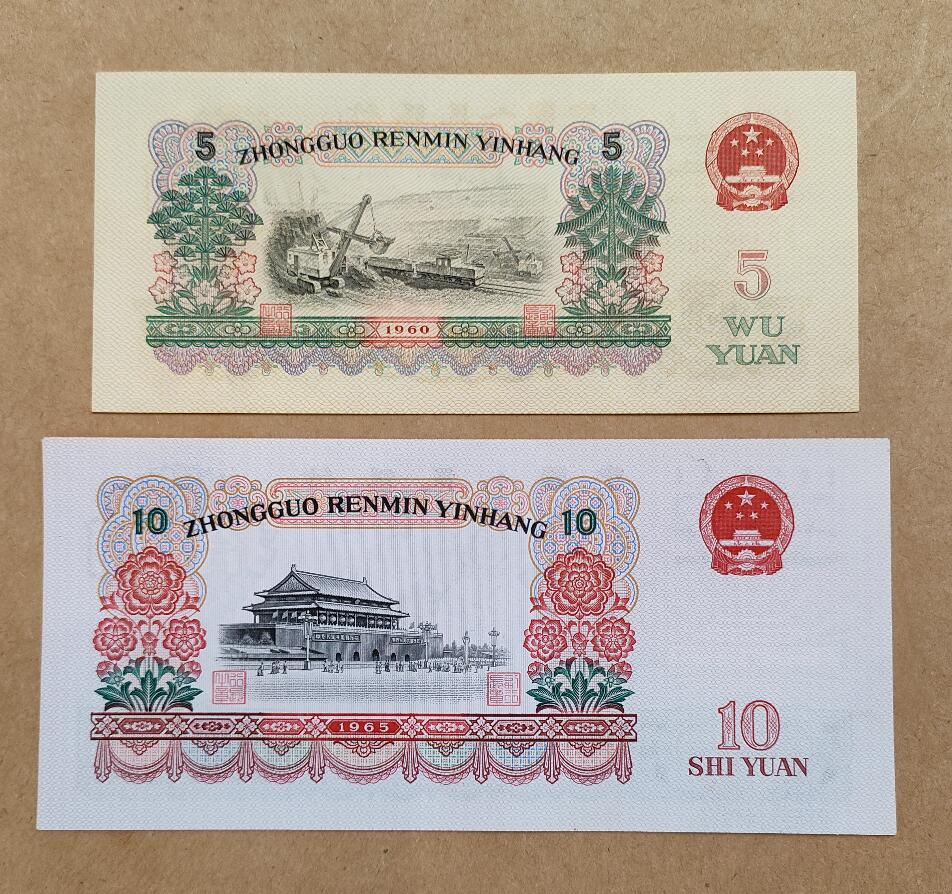 5 ZHONGGUO RENMIN YINHANG 5
5
WU
YUAN
1960
10 ZHONGGUO RENMIN YINHANG 10
10
SHI YUAN
1965